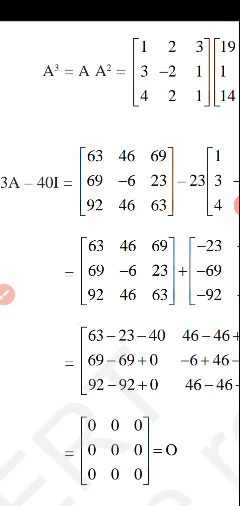 A³ = A A² = [1 2 3; 3 −2 1; 4 2 1] [19; 1; 14
3A − 40I = [63 46 69; 69 −6 23; 92 46 63] − 23 [1; 3 -; 4
= [63 46 69; 69 −6 23; 92 46 63] + [−23; −69; −92
= [63−23−40 46−46+; 69−69+0 −6+46−; 92−92+0 46−46−
= [0 0 0; 0 0 0; 0 0 0] = O